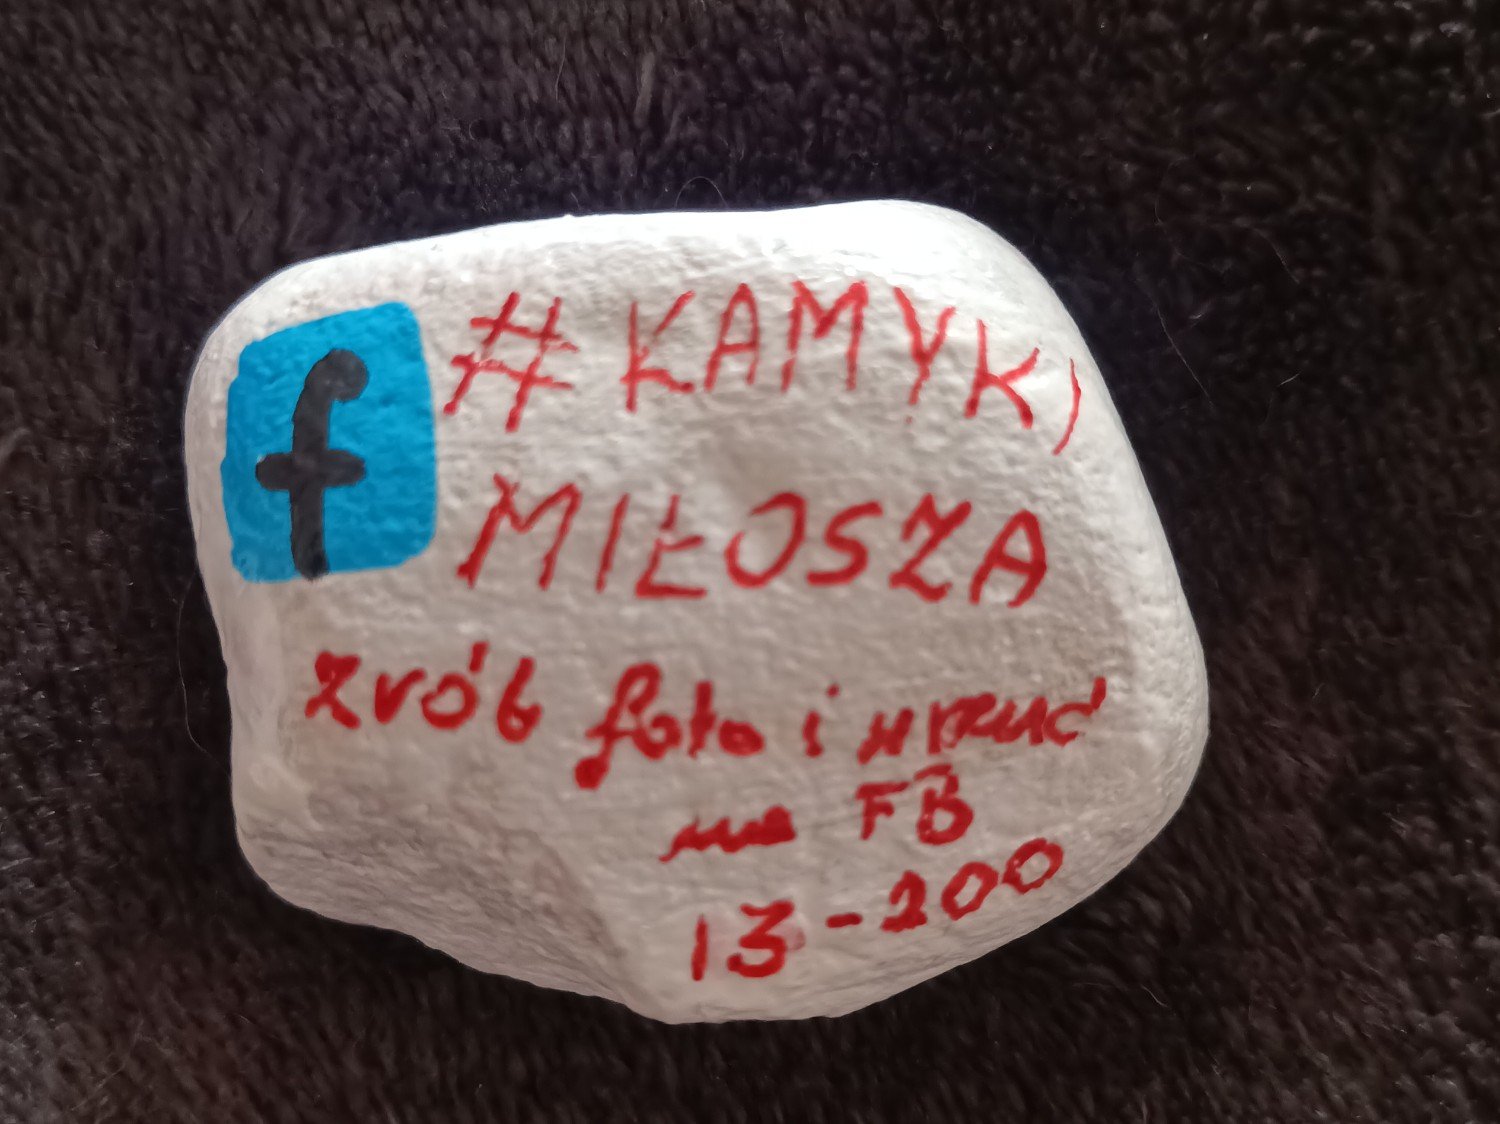 f
#KAMYKI
MIŁOSZA
zrób foto i wrzuć
na FB
13-200